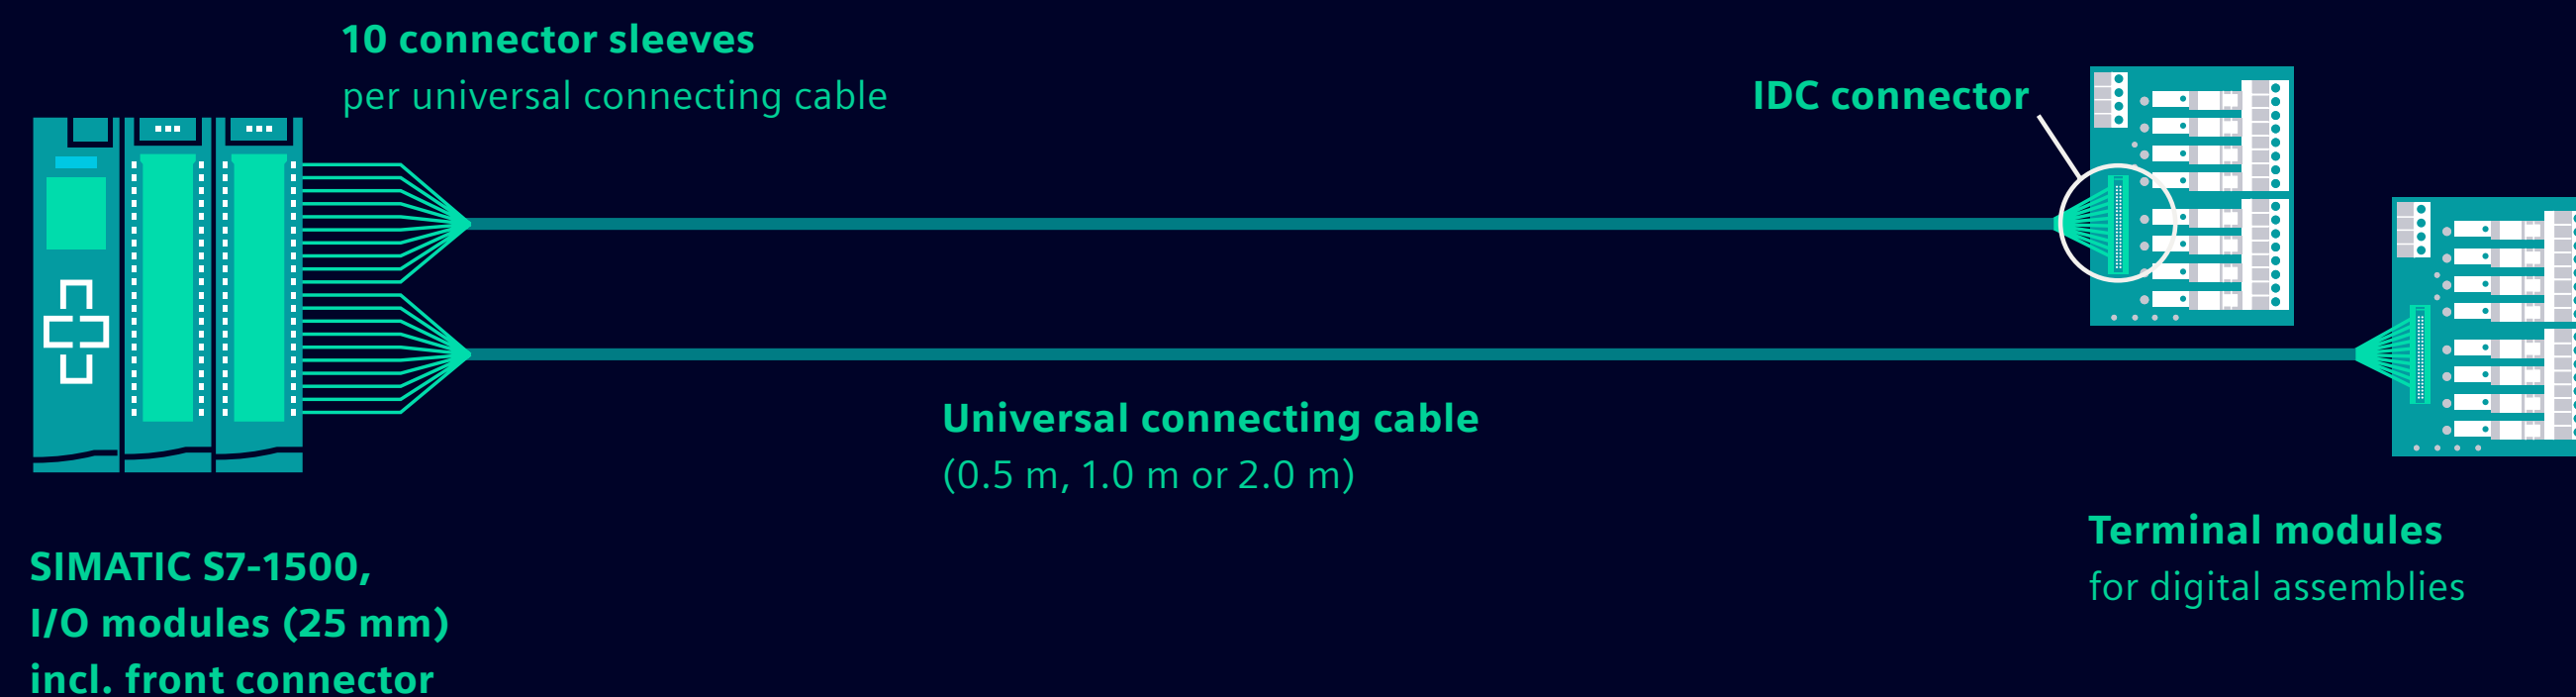 10 connector sleeves
per universal connecting cable
IDC connector
Universal connecting cable
(0.5 m, 1.0 m or 2.0 m)
Terminal modules
for digital assemblies
SIMATIC S7-1500,
I/O modules (25 mm)
incl. front connector